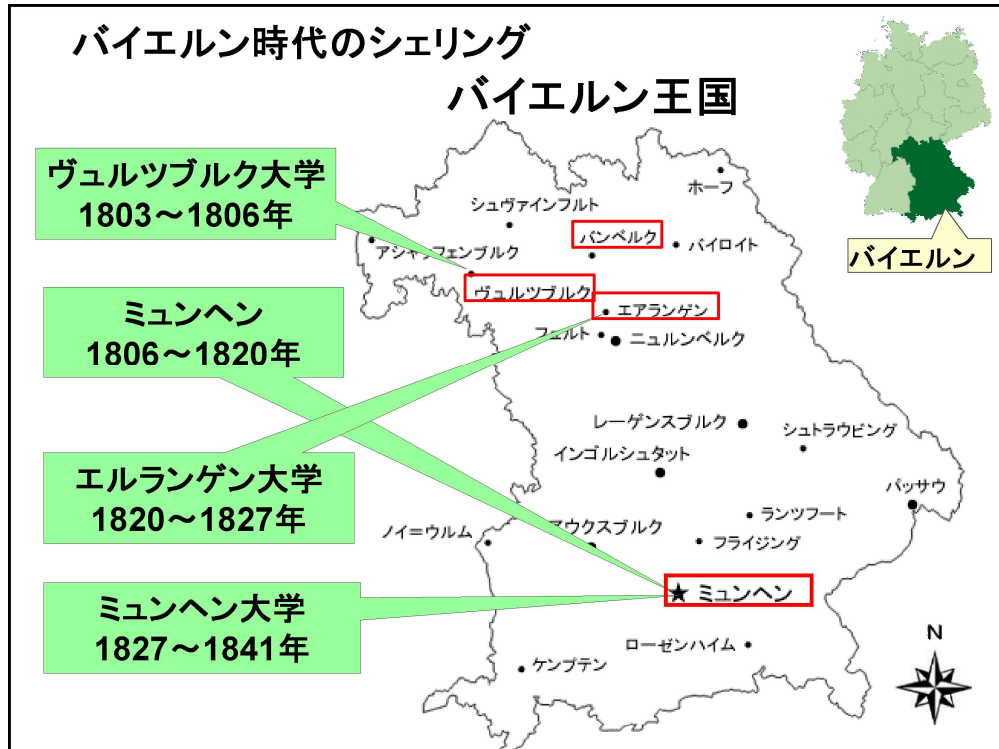 バイエルン時代のシェリング
バイエルン王国
ヴュルツブルク大学
1803～1806年
ミュンヘン
1806～1820年
エルランゲン大学
1820～1827年
ミュンヘン大学
1827～1841年
バイエルン
ホーフ
シュヴァインフルト
バンベルク
バイロイト
アシャッフェンブルク
ヴュルツブルク
エアランゲン
フュルト
ニュルンベルク
レーゲンスブルク
シュトラウビング
インゴルシュタット
パッサウ
ランツフート
ノイ＝ウルム
アウクスブルク
フライジング
★ ミュンヘン
ローゼンハイム
ケンプテン
N